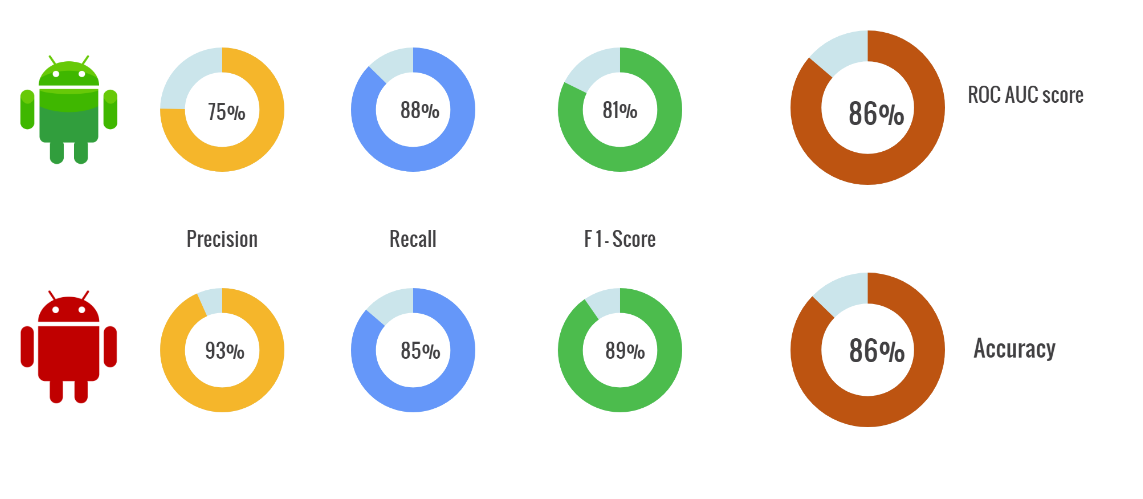 75%
88%
81%
86%
ROC AUC score
Precision
Recall
F1-Score
93%
85%
89%
86%
Accuracy